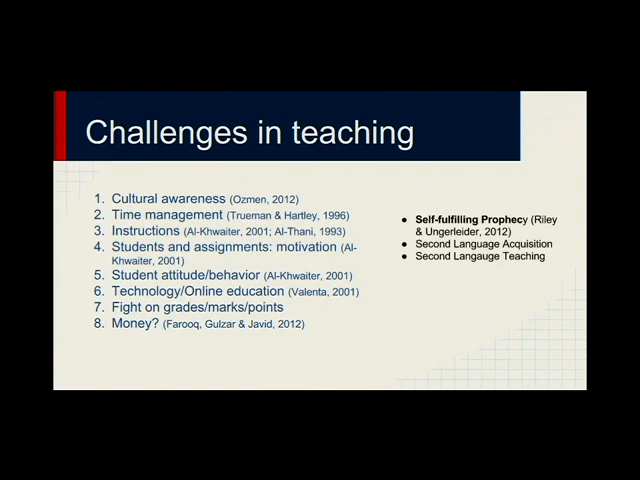 Challenges in teaching
1. Cultural awareness (Ozmen, 2012)
2. Time management (Trueman & Hartley, 1996)
3. Instructions (Al-Khwaiter, 2001; Al-Thani, 1993)
4. Students and assignments: motivation (Al-
Khwaiter, 2001)
5. Student attitude/behavior (Al-Khwaiter, 2001)
6. Technology/Online education (Valenta, 2001)
7. Fight on grades/marks/points
8. Money? (Farooq, Gulzar & Javid, 2012)
● Self-fulfilling Prophecy (Riley
& Ungerleider, 2012)
● Second Language Acquisition
● Second Langauge Teaching